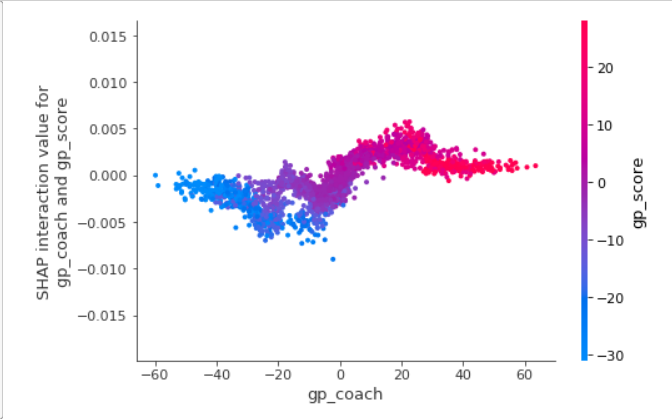 0.015
0.010
0.005
0.000
−0.005
−0.010
−0.015
SHAP interaction value for
gp_coach and gp_score
−60 −40 −20 0 20 40 60
gp_coach
20
10
0
−10
−20
−30
gp_score